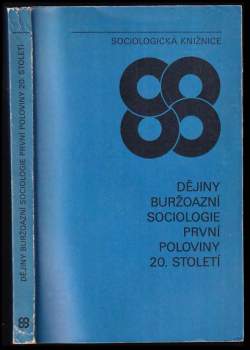 DĚJINY BURŽOAZNÍ SOCIOLOGIE PRVNÍ POLOVINY 20. STOLETÍ
SOCIOLOGICKÁ KNIŽNICE
DĚJINY
BURŽOAZNÍ
SOCIOLOGIE
PRVNÍ
POLOVINY
20. STOLETÍ